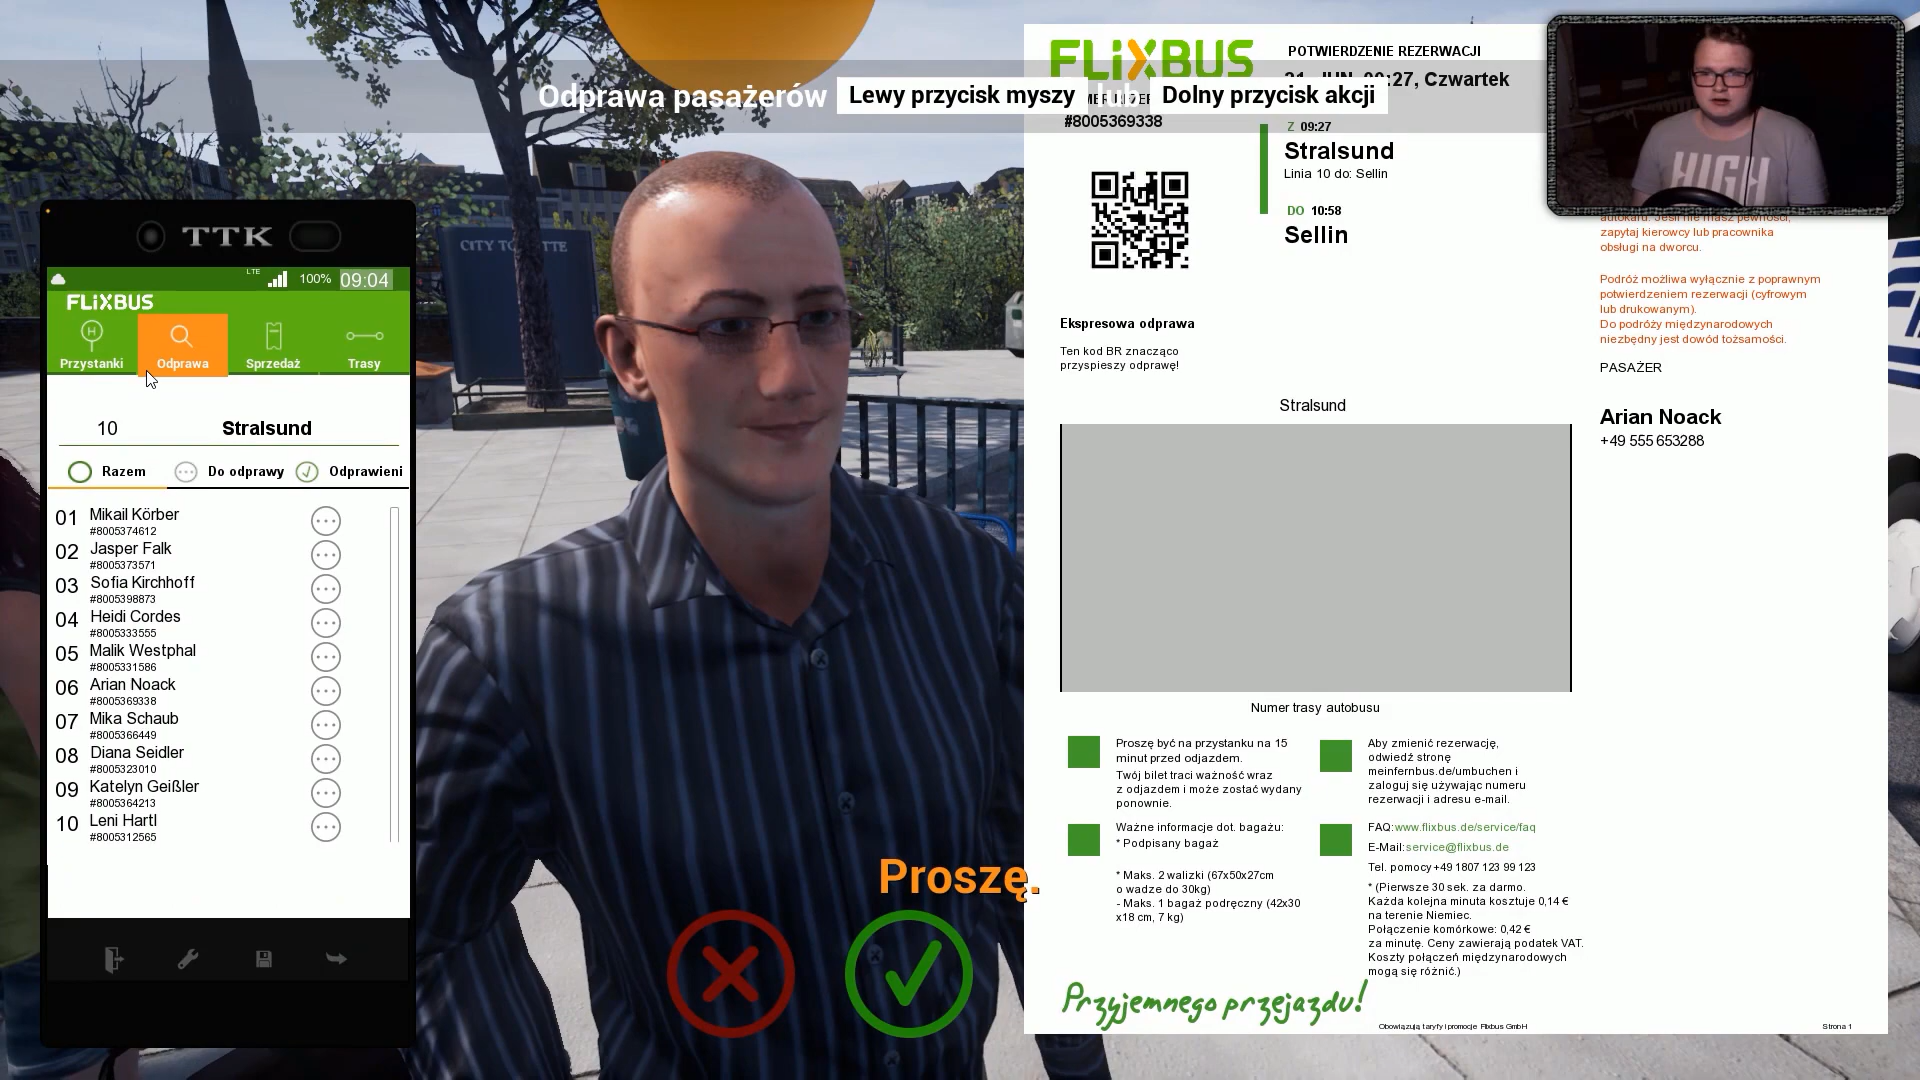 Odprawa pasażerów Lewy przycisk myszy lub Dolny przycisk akcji
TTK
LTE 100% 09:04
FLiXBUS
Przystanki Odprawa Sprzedaż Trasy
10 Stralsund
Razem Do odprawy Odprawieni
01 Mikail Körber
#8005374612
02 Jasper Falk
#8005373571
03 Sofia Kirchhoff
#8005398873
04 Heidi Cordes
#8005333555
05 Malik Westphal
#8005331586
06 Arian Noack
#8005369338
07 Mika Schaub
#8005366449
08 Diana Seidler
#8005323010
09 Katelyn Geißler
#8005364213
10 Leni Hartl
#8005312565
CITY
Proszę.
FLiXBUS
#8005369338
POTWIERDZENIE REZERWACJI
Czwartek
Z 09:27
Stralsund
Linia 10 do: Sellin
DO 10:58
Sellin
Ekspresowa odprawa
Ten kod BR znacząco
przyspieszy odprawę!
Stralsund
Numer trasy autobusu
Proszę być na przystanku na 15
minut przed odjazdem.
Twój bilet traci ważność wraz
z odjazdem i może zostać wydany
ponownie.
Ważne informacje dot. bagażu:
* Podpisany bagaż
* Maks. 2 walizki (67x50x27cm
o wadze do 30kg)
- Maks. 1 bagaż podręczny (42x30
x18 cm, 7 kg)
Aby zmienić rezerwację,
odwiedź stronę
meinfernbus.de/umbuchen i
zaloguj się używając numeru
rezerwacji i adresu e-mail.
FAQ:www.flixbus.de/service/faq
E-Mail:service@flixbus.de
Tel. pomocy +49 1807 123 99 123
* (Pierwsze 30 sek. za darmo.
Każda kolejna minuta kosztuje 0,14 €
na terenie Niemiec.
Połączenie komórkowe: 0,42 €
za minutę. Ceny zawierają podatek VAT.
Koszty połączeń międzynarodowych
mogą się różnić.)
autokaru. Jeśli nie masz pewności,
zapytaj kierowcy lub pracownika
obsługi na dworcu.
Podróż możliwa wyłącznie z poprawnym
potwierdzeniem rezerwacji (cyfrowym
lub drukowanym).
Do podróży międzynarodowych
niezbędny jest dowód tożsamości.
PASAŻER
Arian Noack
+49 555 653288
Przyjemnego przejazdu!
Obowiązują taryfy i promocje Flixbus GmbH
Strona 1
HIGH